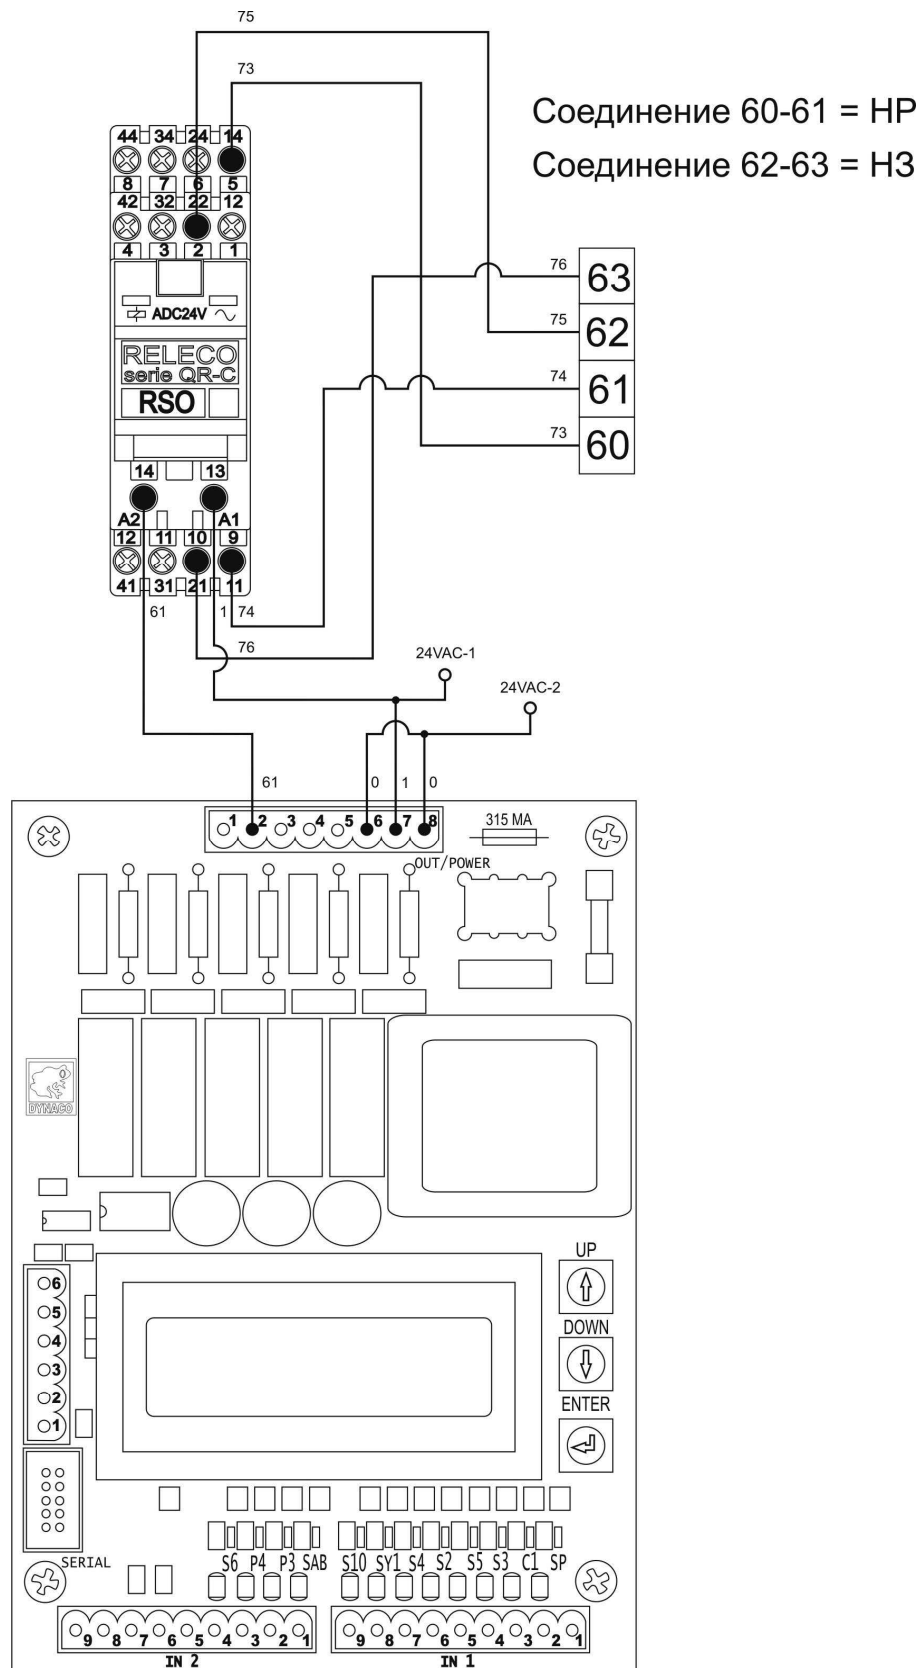 75
73
Соединение 60-61 = НР
Соединение 62-63 = НЗ
44 34 24 14
8 7 6 5
42 32 22 12
4 3 2 1
ADC24V
RELECO
serie QR-C
RSO
76 63
75 62
74 61
73 60
14 13
A2 A1
12 11 10 9
41 31 21 11
61 1 74
76
24VAC-1
24VAC-2
61 0 1 0
1 2 3 4 5 6 7 8
315 MA
OUT/POWER
DYNACO
UP
6
5
DOWN
4
3
2
ENTER
1
S6 P4 P3 SAB S10 SY1 S4 S2 S5 S3 C1 SP
SERIAL
9 8 7 6 5 4 3 2 1
9 8 7 6 5 4 3 2 1
IN 2
IN 1